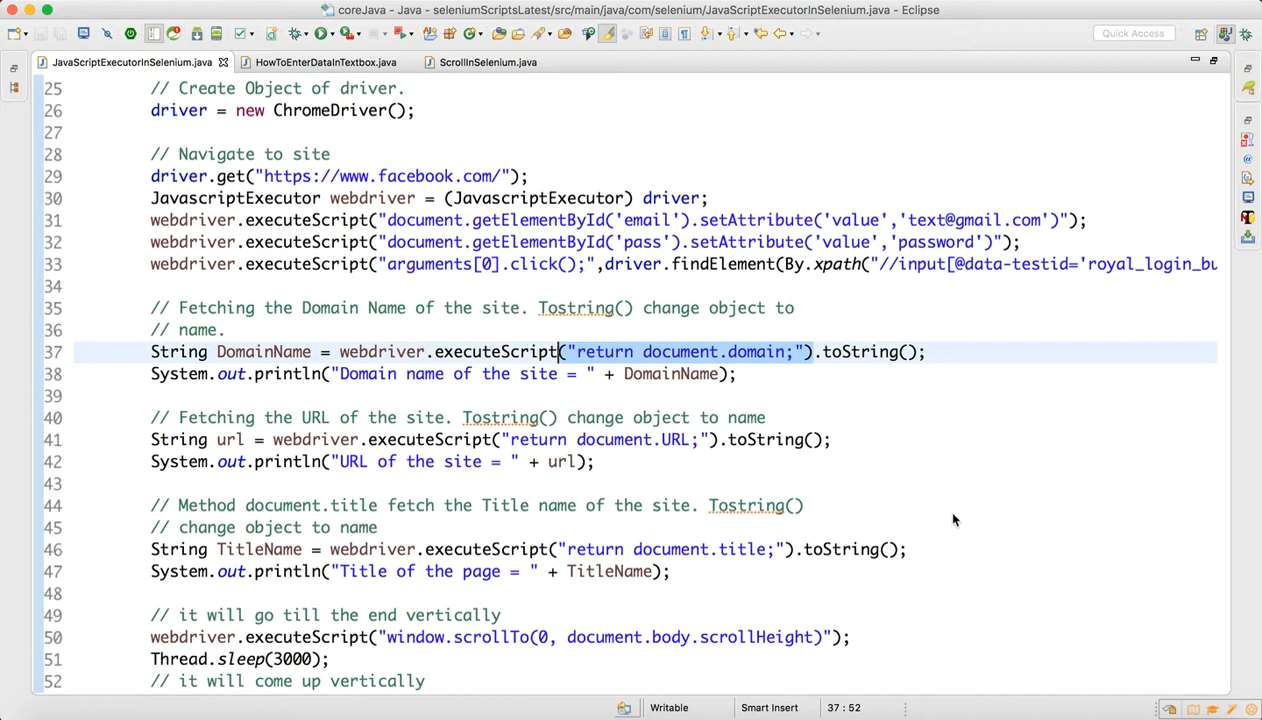 coreJava - Java - seleniumScriptsLatest/src/main/java/com/selenium/JavaScriptExecutorInSelenium.java - Eclipse
Quick Access
JavaScriptExecutorInSelenium.java HowToEnterDataInTextbox.java ScrollInSelenium.java
25 // Create Object of driver.
26 driver = new ChromeDriver();
27
28 // Navigate to site
29 driver.get("https://www.facebook.com/");
30 JavascriptExecutor webdriver = (JavascriptExecutor) driver;
31 webdriver.executeScript("document.getElementById('email').setAttribute('value','text@gmail.com')");
32 webdriver.executeScript("document.getElementById('pass').setAttribute('value','password')");
33 webdriver.executeScript("arguments[0].click();",driver.findElement(By.xpath("//input[@data-testid='royal_login_bu
34
35 // Fetching the Domain Name of the site. Tostring() change object to
36 // name.
37 String DomainName = webdriver.executeScript("return document.domain;").toString();
38 System.out.println("Domain name of the site = " + DomainName);
39
40 // Fetching the URL of the site. Tostring() change object to name
41 String url = webdriver.executeScript("return document.URL;").toString();
42 System.out.println("URL of the site = " + url);
43
44 // Method document.title fetch the Title name of the site. Tostring()
45 // change object to name
46 String TitleName = webdriver.executeScript("return document.title;").toString();
47 System.out.println("Title of the page = " + TitleName);
48
49 // it will go till the end vertically
50 webdriver.executeScript("window.scrollTo(0, document.body.scrollHeight)");
51 Thread.sleep(3000);
52 // it will come up vertically
Writable Smart Insert 37 : 52